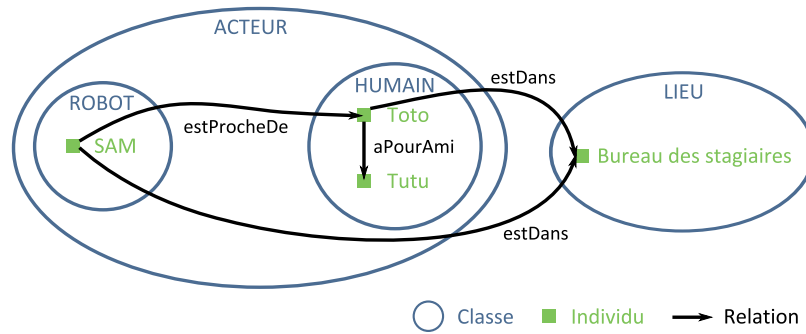 ACTEUR
HUMAIN
estDans
ROBOT
LIEU
estProcheDe
Toto
SAM
aPourAmi
Bureau des stagiaires
Tutu
estDans
Classe
Individu
Relation